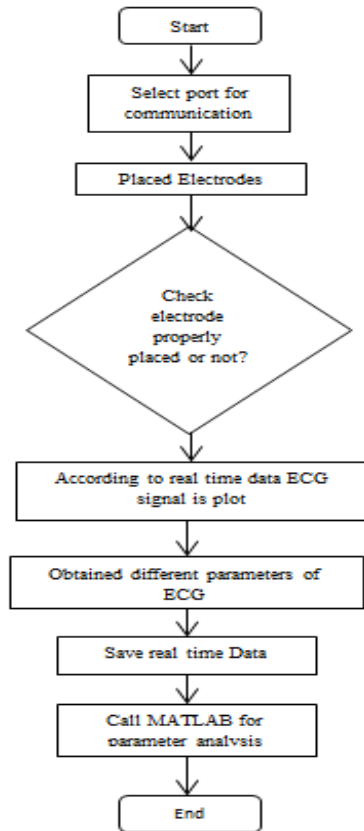 Start
Select port for
communication
Placed Electrodes
Check
electrode
properly
placed or not?
According to real time data ECG
signal is plot
Obtained different parameters of
ECG
Save real time Data
Call MATLAB for
parameter analysis
End